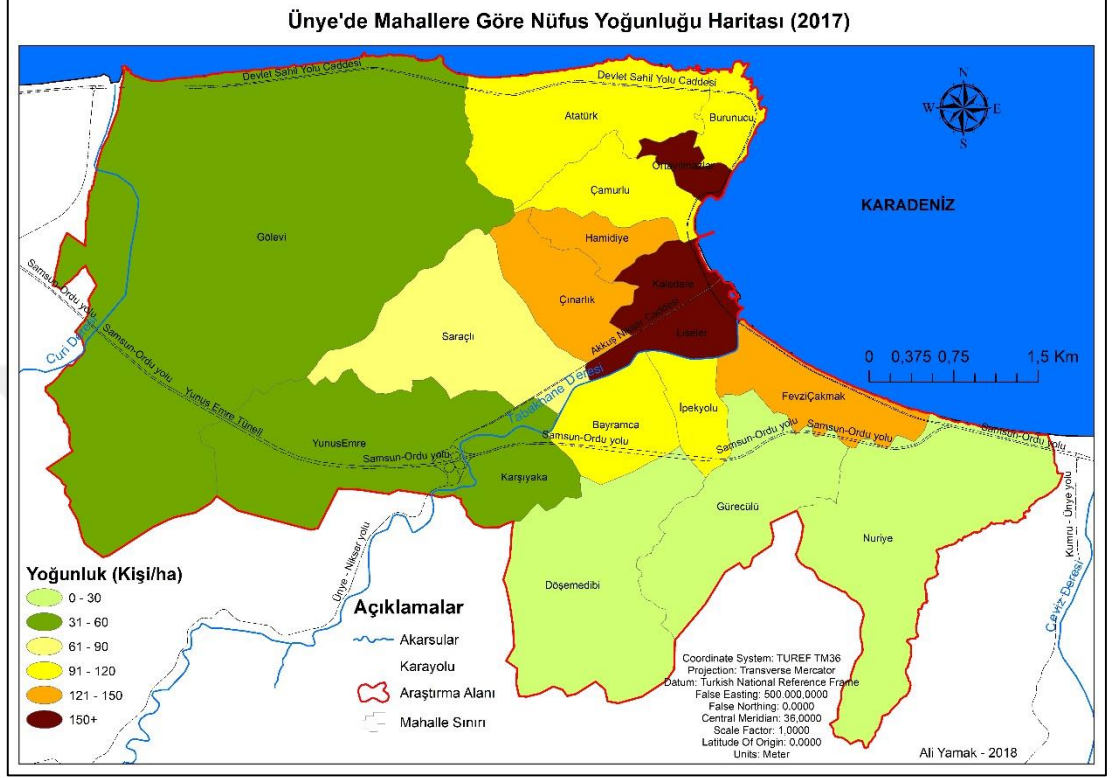 Ünye'de Mahallere Göre Nüfus Yoğunluğu Haritası (2017)
Devlet Sahil Yolu Caddesi
Devlet Sahil Yolu Caddesi
N
W
E
S
Atatürk
Burunucu
Ortayılmazlar
Çamurlu
KARADENİZ
Gölevi
Hamidiye
Samsun-Ordu yolu
Kaledere
Çınarlık
Saraçlı
Akkuş Niksar Caddesi
Liseler
Curi Deresi
Samsun-Ordu yolu
0 0,375 0,75 1,5 Km
Yunus Emre Tüneli
Tabakhane Deresi
FevziÇakmak
İpekyolu
Bayramca
Samsun-Ordu yolu
YunusEmre
Samsun-Ordu yolu
Samsun-Ordu yolu
Samsun-Ordu yolu
Samsun-Ordu yolu
Karşıyaka
Gürecülü
Nuriye
Kumru - Ünye yolu
Ünye - Niksar yolu
Döşemedibi
Ceviz Deresi
Yoğunluk (Kişi/ha)
0 - 30
31 - 60
61 - 90
91 - 120
121 - 150
150+
Açıklamalar
Akarsular
Karayolu
Araştırma Alanı
Mahalle Sınırı
Coordinate System: TUREF TM36
Projection: Transverse Mercator
Datum: Turkish National Reference Frame
False Easting: 500.000,0000
False Northing: 0.0000
Central Meridian: 36,0000
Scale Factor: 1,0000
Latitude Of Origin: 0.0000
Units: Meter
Ali Yamak - 2018